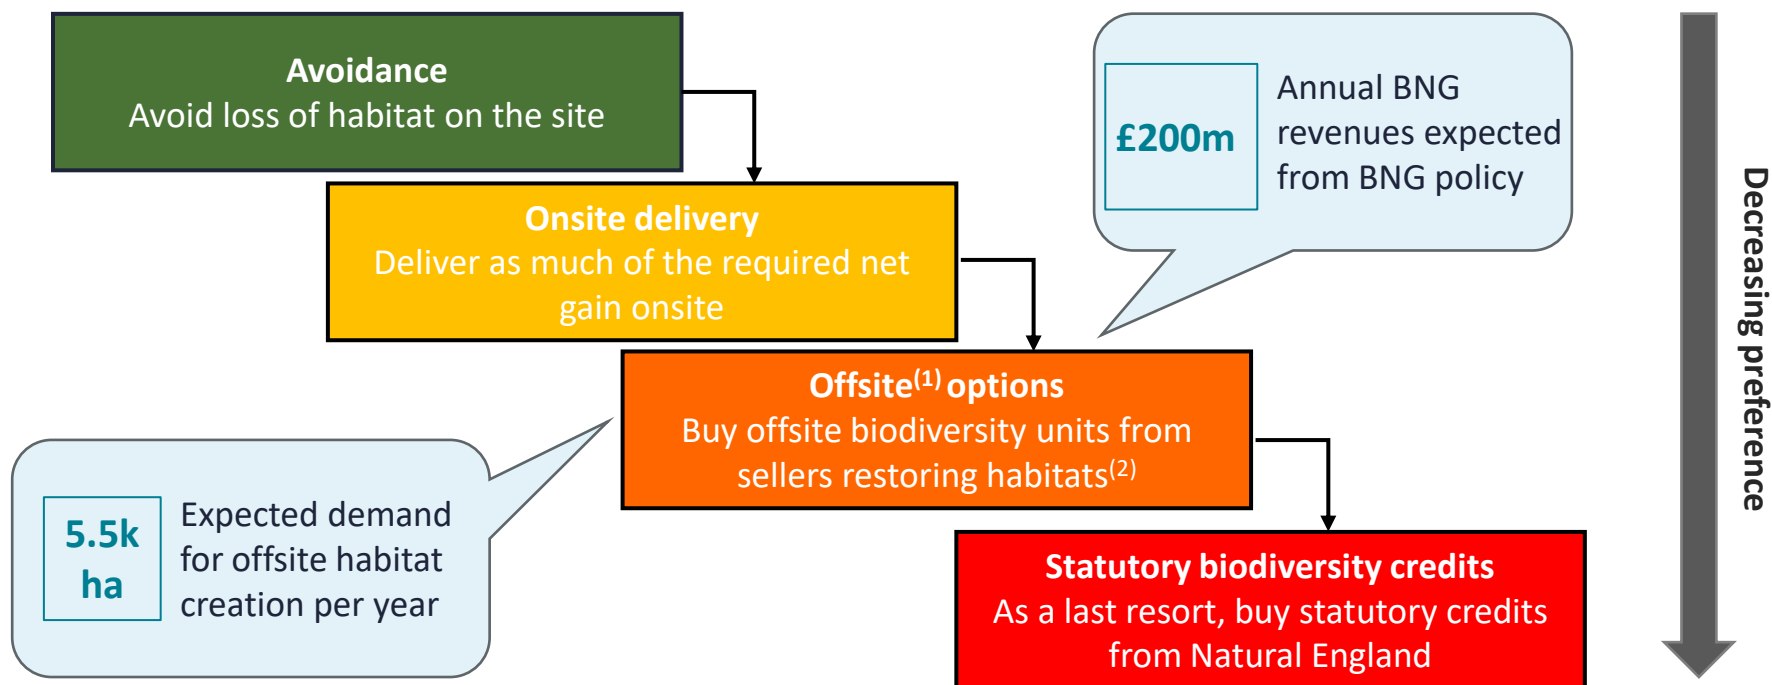 Avoidance
Avoid loss of habitat on the site
£200m
Annual BNG
revenues expected
from BNG policy
Onsite delivery
Deliver as much of the required net
gain onsite
Offsite(1) options
Buy offsite biodiversity units from
sellers restoring habitats(2)
5.5k
ha
Expected demand
for offsite habitat
creation per year
Statutory biodiversity credits
As a last resort, buy statutory credits
from Natural England
Decreasing preference